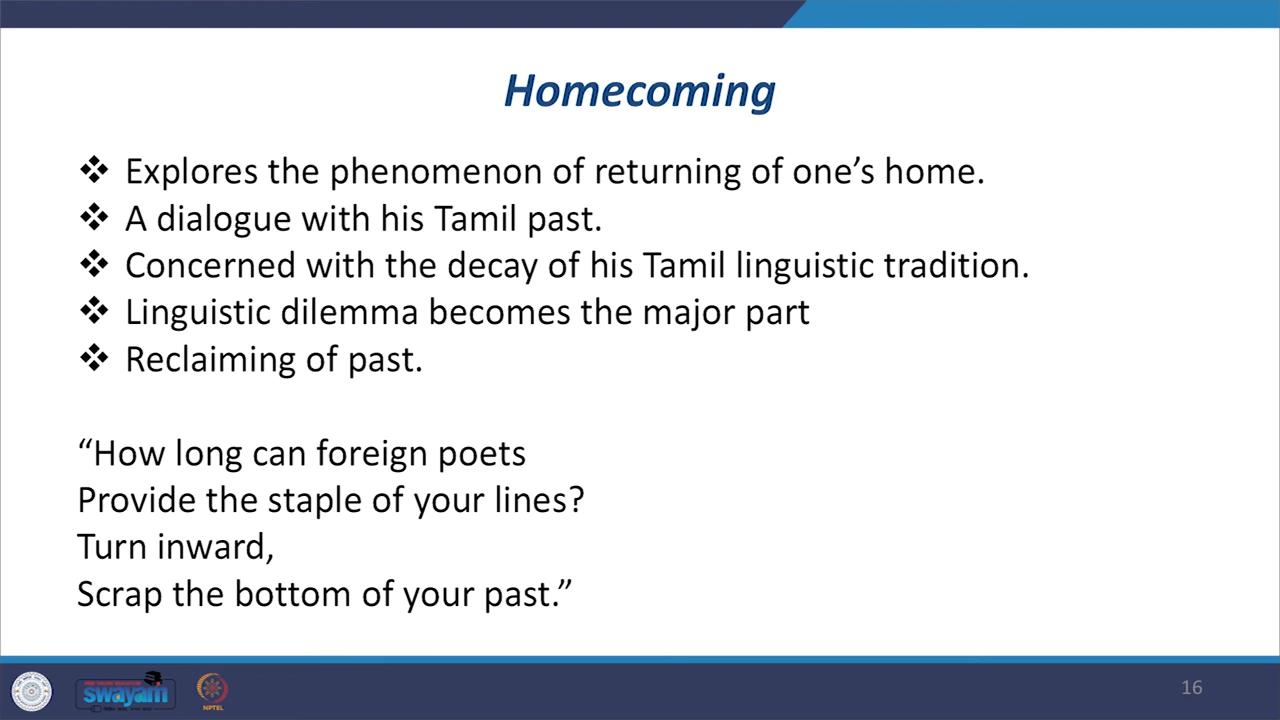 Homecoming
❖ Explores the phenomenon of returning of one’s home.
❖ A dialogue with his Tamil past.
❖ Concerned with the decay of his Tamil linguistic tradition.
❖ Linguistic dilemma becomes the major part
❖ Reclaiming of past.
“How long can foreign poets
Provide the staple of your lines?
Turn inward,
Scrap the bottom of your past.”
swayam
NPTEL
16